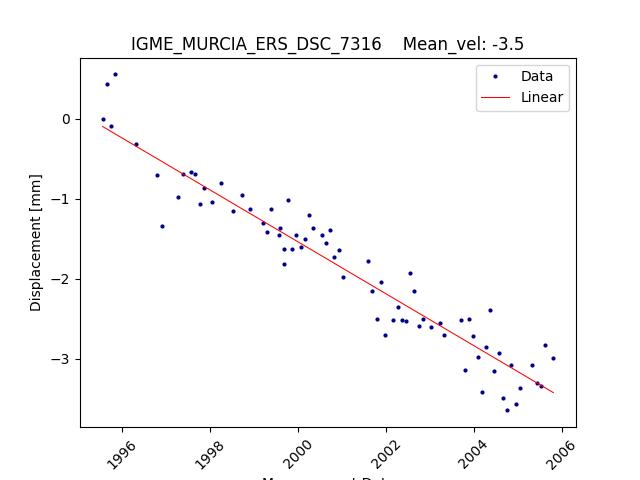 IGME_MURCIA_ERS_DSC_7316 Mean_vel: -3.5
Data
Linear
Displacement [mm]
0
−1
−2
−3
1996
1998
2000
2002
2004
2006